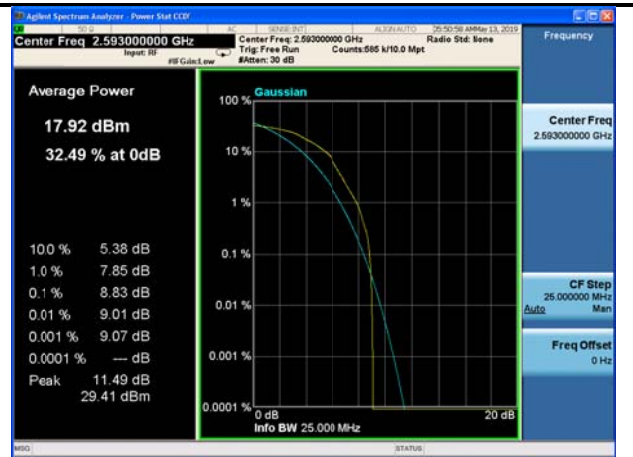 Agilent Spectrum Analyzer - Power Stat CCDF
50 Ω AC SENSE:INT ALIGN AUTO
Center Freq 2.593000000 GHz
Input: RF
#IFGain:Low
Center Freq: 2.593000000 GHz Radio Std: None
Trig: Free Run Counts:585 k/10.0 Mpt
#Atten: 30 dB
Frequency
Average Power
17.92 dBm
32.49 % at 0dB
10.0 % 5.38 dB
1.0 % 7.85 dB
0.1 % 8.83 dB
0.01 % 9.01 dB
0.001 % 9.07 dB
0.0001 % --- dB
Peak 11.49 dB
29.41 dBm
Gaussian
100 %
10 %
1 %
0.1 %
0.01 %
0.001 %
0.0001 %
0 dB 20 dB
Info BW 25.000 MHz
Center Freq
2.593000000 GHz
CF Step
25.000000 MHz
Auto Man
Freq Offset
0 Hz
MSG STATUS